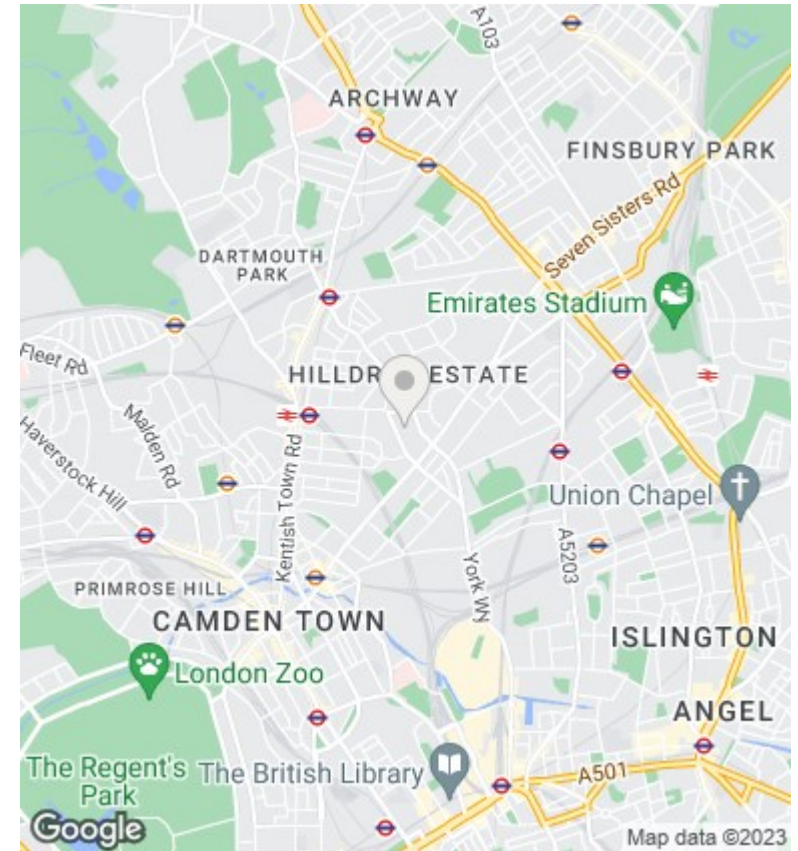 A103
ARCHWAY
FINSBURY PARK
Seven Sisters Rd
DARTMOUTH
PARK
Emirates Stadium
Fleet Rd
HILLDR ESTATE
Malden Rd
Haverstock Hill
Kentish Town Rd
Union Chapel
A5203
York Wy
PRIMROSE HILL
CAMDEN TOWN
ISLINGTON
London Zoo
ANGEL
The Regent's
Park
The British Library
A501
Google
Map data ©2023